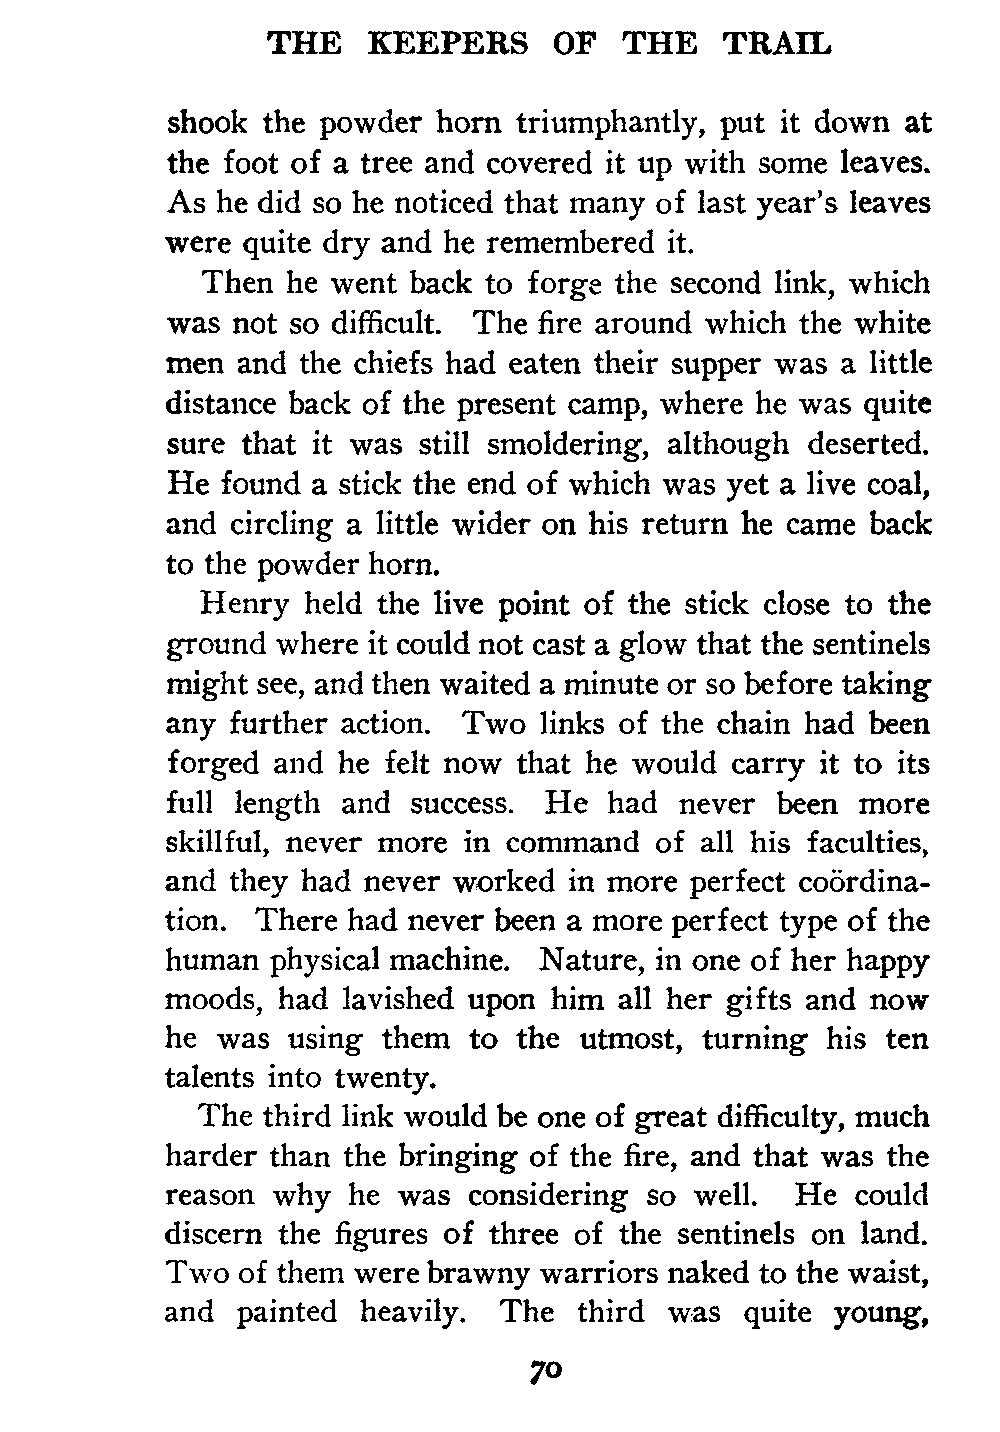 THE KEEPERS OF THE TRAIL
shook the powder horn triumphantly, put it down at
the foot of a tree and covered it up with some leaves.
As he did so he noticed that many of last year's leaves
were quite dry and he remembered it.
Then he went back to forge the second link, which
was not so difficult. The fire around which the white
men and the chiefs had eaten their supper was a little
distance back of the present camp, where he was quite
sure that it was still smoldering, although deserted.
He found a stick the end of which was yet a live coal,
and circling a little wider on his return he came back
to the powder horn.
Henry held the live point of the stick close to the
ground where it could not cast a glow that the sentinels
might see, and then waited a minute or so before taking
any further action. Two links of the chain had been
forged and he felt now that he would carry it to its
full length and success. He had never been more
skillful, never more in command of all his faculties,
and they had never worked in more perfect coördina-
tion. There had never been a more perfect type of the
human physical machine. Nature, in one of her happy
moods, had lavished upon him all her gifts and now
he was using them to the utmost, turning his ten
talents into twenty.
The third link would be one of great difficulty, much
harder than the bringing of the fire, and that was the
reason why he was considering so well. He could
discern the figures of three of the sentinels on land.
Two of them were brawny warriors naked to the waist,
and painted heavily. The third was quite young,
70